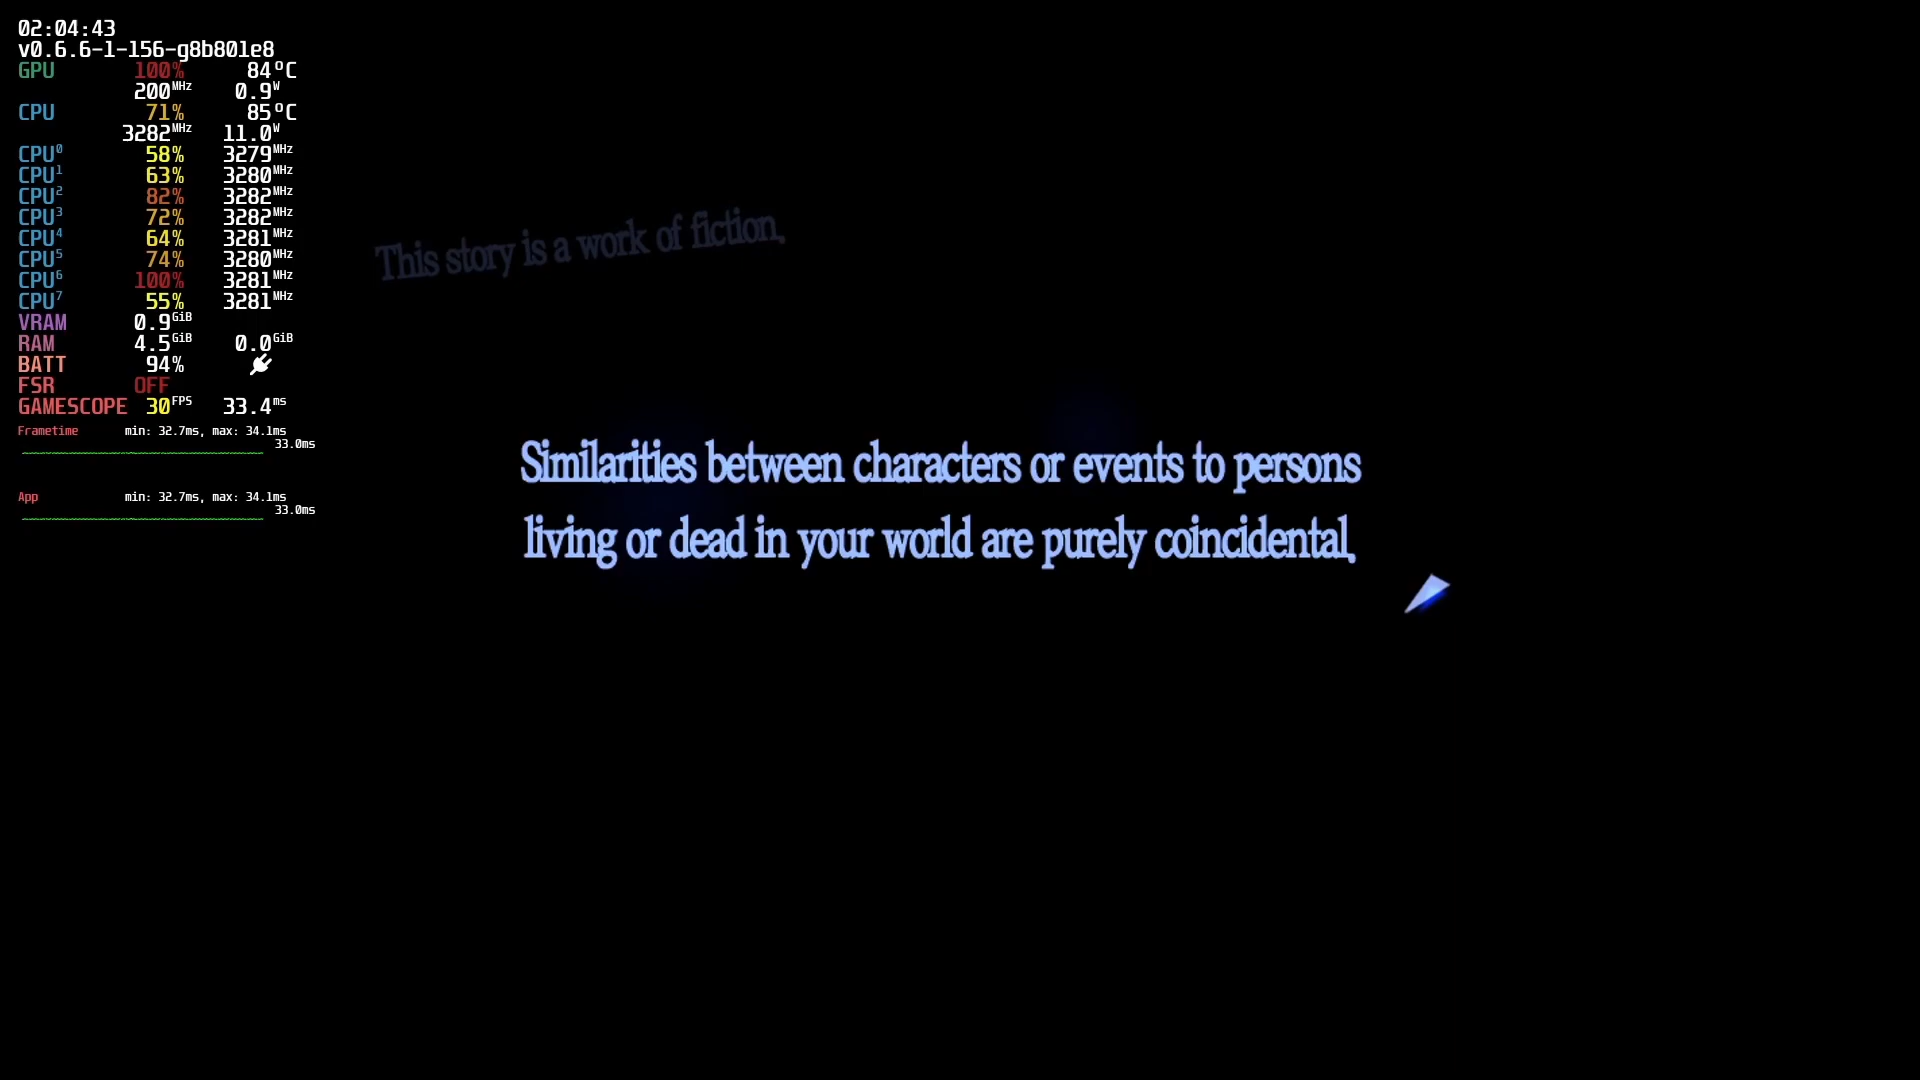 02:04:43
v0.6.6-1-156-g8b801e8
GPU 100% 84°C
200MHz 0.9W
CPU 71% 85°C
3282MHz 11.0W
CPU0 58% 3279MHz
CPU1 63% 3280MHz
CPU2 82% 3282MHz
CPU3 72% 3282MHz
CPU4 64% 3281MHz
CPU5 74% 3280MHz
CPU6 100% 3281MHz
CPU7 55% 3281MHz
VRAM 0.9GiB
RAM 4.5GiB 0.0GiB
BATT 94%
FSR OFF
GAMESCOPE 30FPS 33.4ms
Frametime min: 32.7ms, max: 34.1ms
33.0ms
App min: 32.7ms, max: 34.1ms
33.0ms
This story is a work of fiction.
Similarities between characters or events to persons
living or dead in your world are purely coincidental.